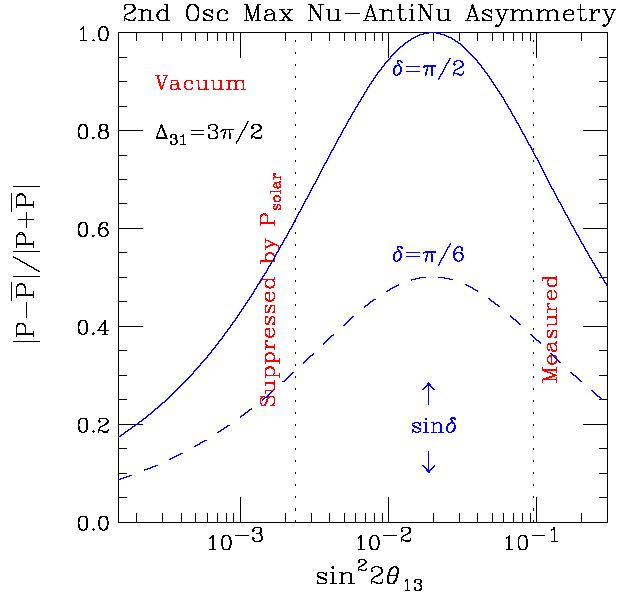 2nd Osc Max Nu-AntiNu Asymmetry
|P-P̅|/|P+P̅|
1.0
0.8
0.6
0.4
0.2
0.0
Vacuum
Δ₃₁=3π/2
δ=π/2
δ=π/6
Suppressed by P_solar
Measured
↑
sinδ
↓
10⁻³
10⁻²
10⁻¹
sin²2θ₁₃